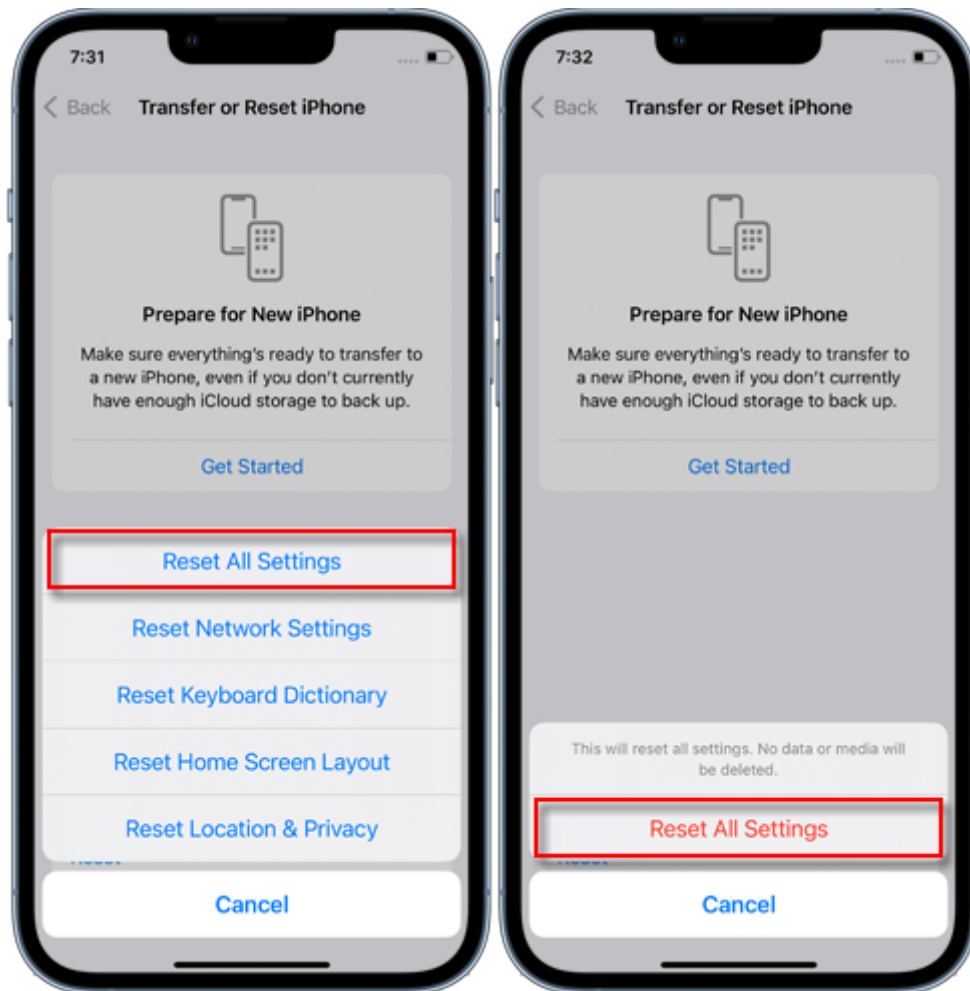 7:31
Back Transfer or Reset iPhone
Prepare for New iPhone
Make sure everything's ready to transfer to
a new iPhone, even if you don't currently
have enough iCloud storage to back up.
Get Started
Reset All Settings
Reset Network Settings
Reset Keyboard Dictionary
Reset Home Screen Layout
Reset Location & Privacy
Reset
Cancel
7:32
Back Transfer or Reset iPhone
Prepare for New iPhone
Make sure everything's ready to transfer to
a new iPhone, even if you don't currently
have enough iCloud storage to back up.
Get Started
This will reset all settings. No data or media will
be deleted.
Reset All Settings
Reset
Cancel